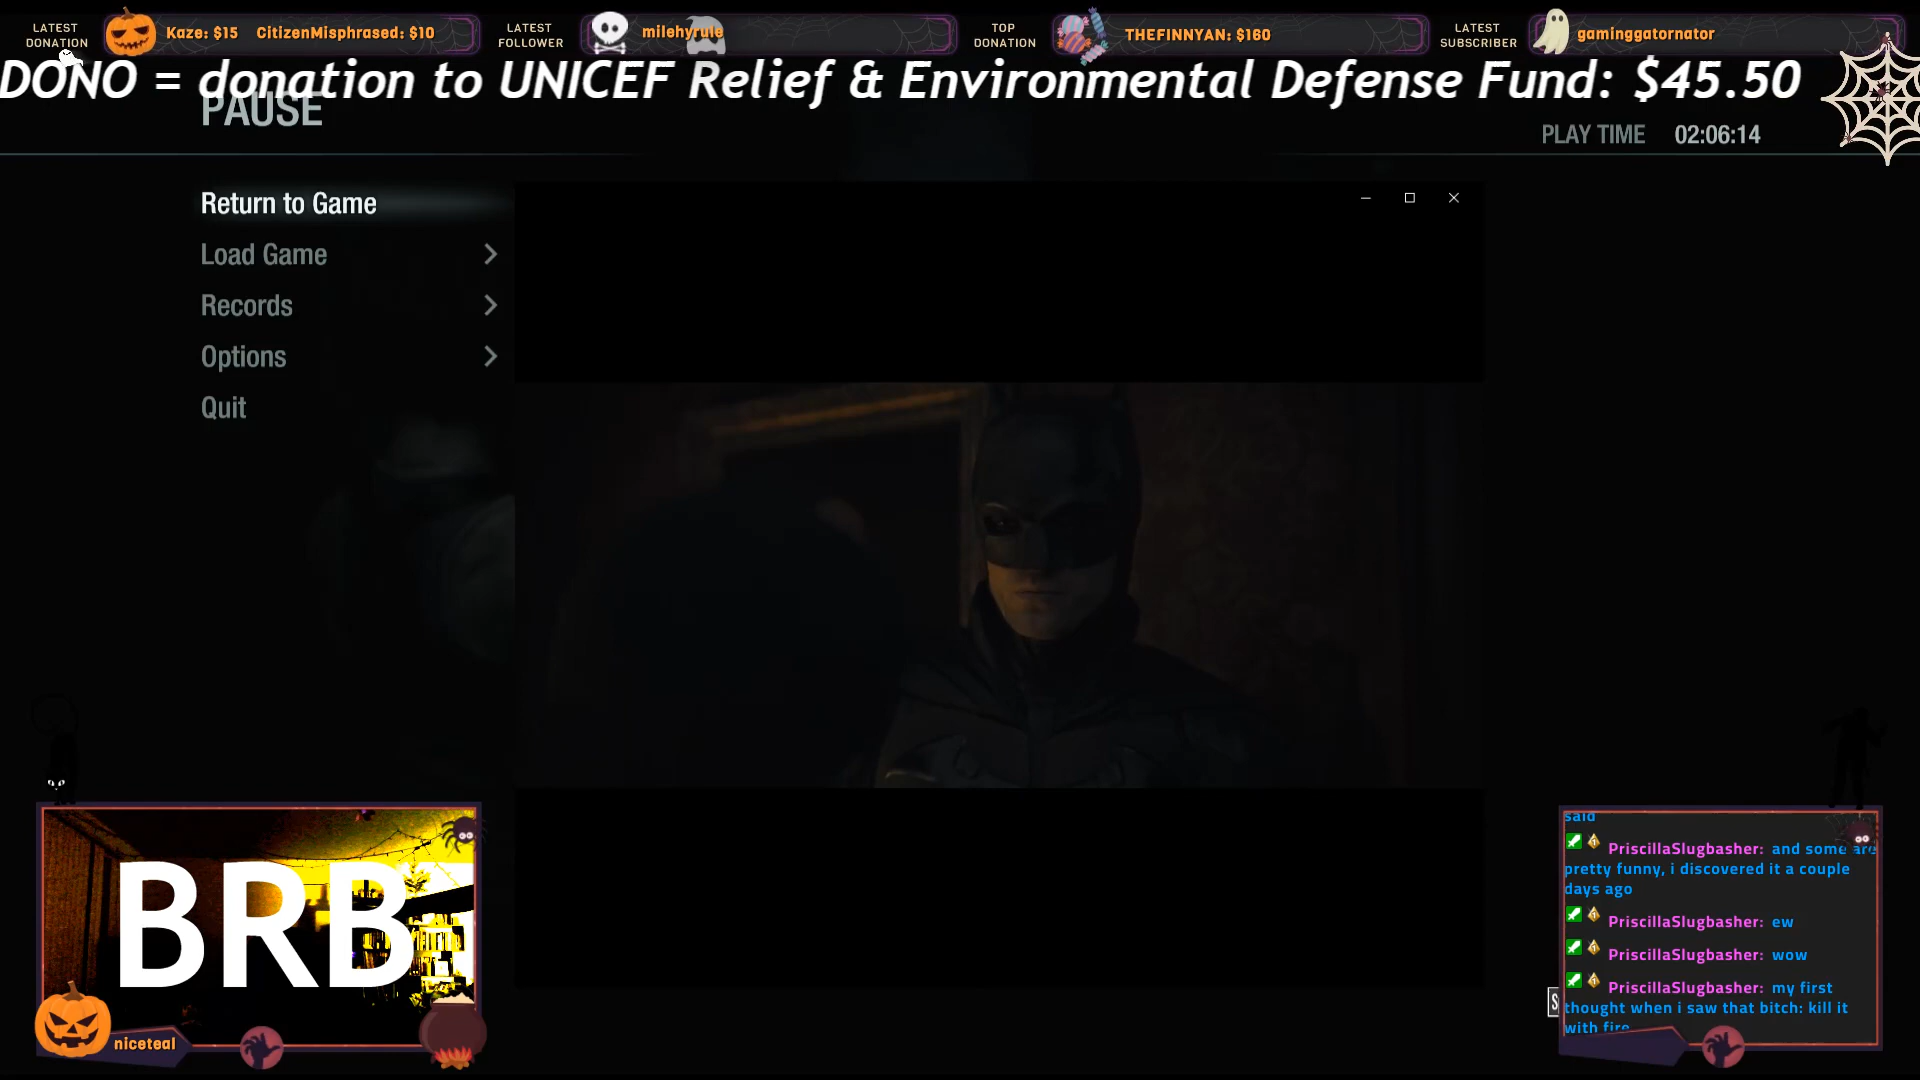 LATEST
DONATION
Kaze: $15 CitizenMisphrased: $10
LATEST
FOLLOWER
milehyrule
TOP
DONATION
THEFINNYAN: $160
LATEST
SUBSCRIBER
gaminggatornator
DONO = donation to UNICEF Relief & Environmental Defense Fund: $45.50
PAUSE
PLAY TIME 02:06:14
Return to Game
Load Game
Records
Options
Quit
BRB
niceteal
said
PriscillaSlugbasher: and some are
pretty funny, i discovered it a couple
days ago
PriscillaSlugbasher: ew
PriscillaSlugbasher: wow
PriscillaSlugbasher: my first
thought when i saw that bitch: kill it
with fire